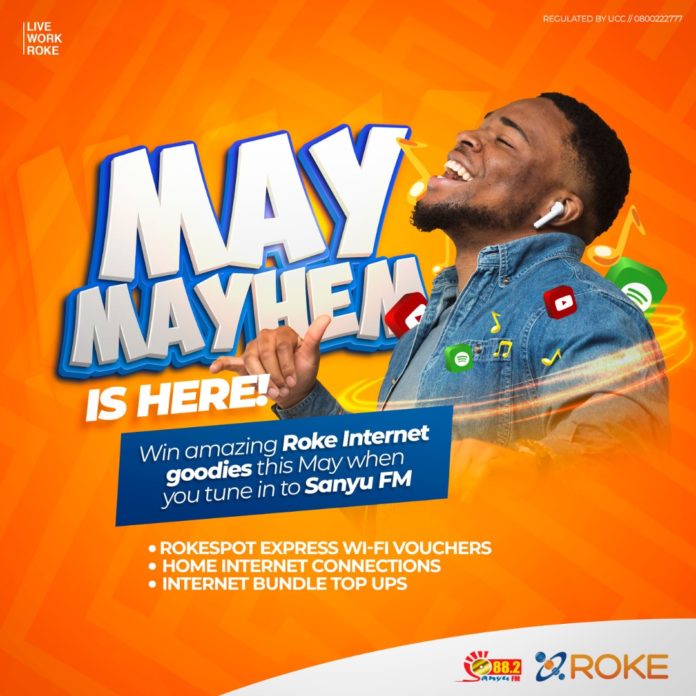 LIVE
WORK
ROKE
REGULATED BY UCC // 0800222777
MAY
MAYHEM
IS HERE!
Win amazing Roke Internet
goodies this May when
you tune in to Sanyu FM
• ROKESPOT EXPRESS WI-FI VOUCHERS
• HOME INTERNET CONNECTIONS
• INTERNET BUNDLE TOP UPS
88.2
Sanyu FM
ROKE